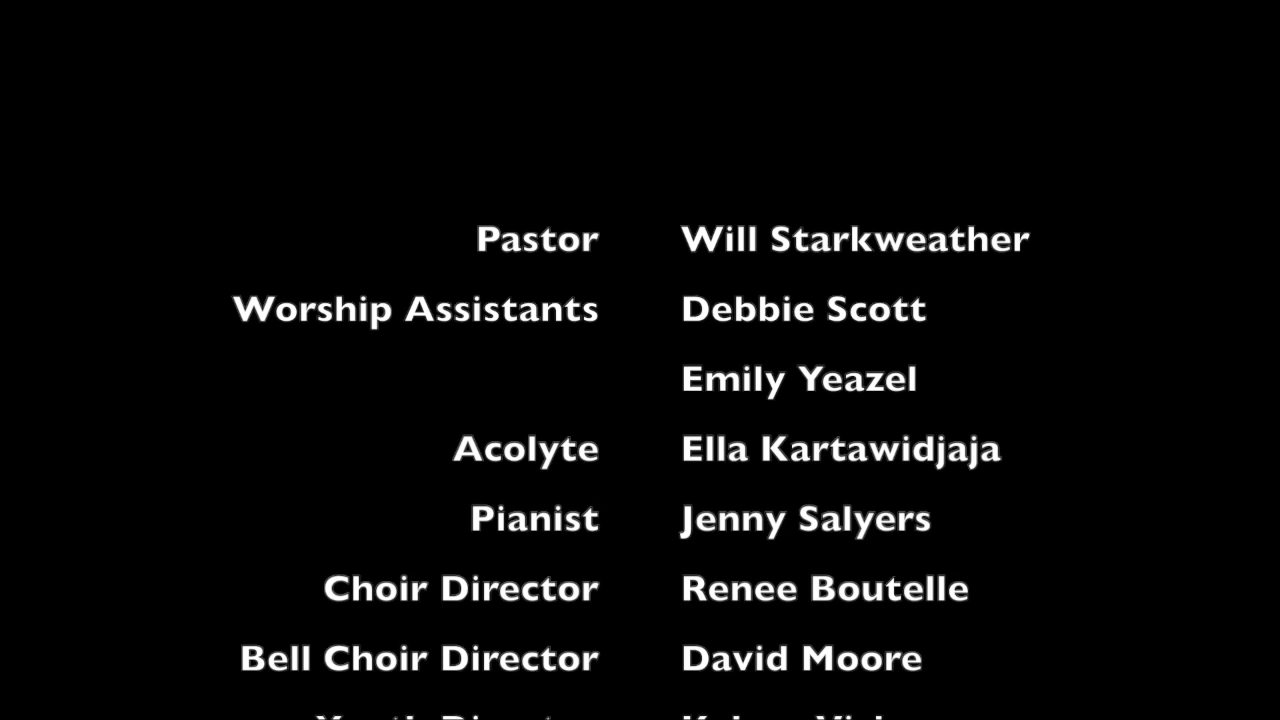 Pastor Will Starkweather
Worship Assistants Debbie Scott
Emily Yeazel
Acolyte Ella Kartawidjaja
Pianist Jenny Salyers
Choir Director Renee Boutelle
Bell Choir Director David Moore